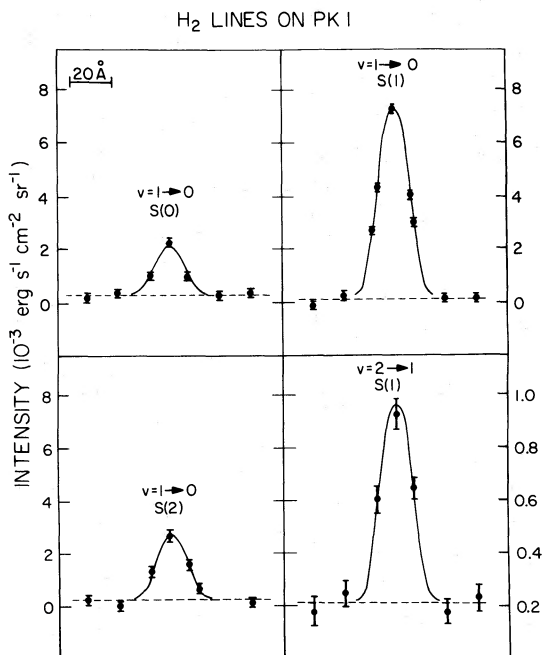 H₂ LINES ON PK 1
20Å
v=1→0
S(0)
8
6
4
2
0
v=1→0
S(1)
8
6
4
2
0
INTENSITY (10⁻³ erg s⁻¹ cm⁻² sr⁻¹)
v=1→0
S(2)
8
6
4
2
0
v=2→1
S(1)
1.0
0.8
0.6
0.4
0.2